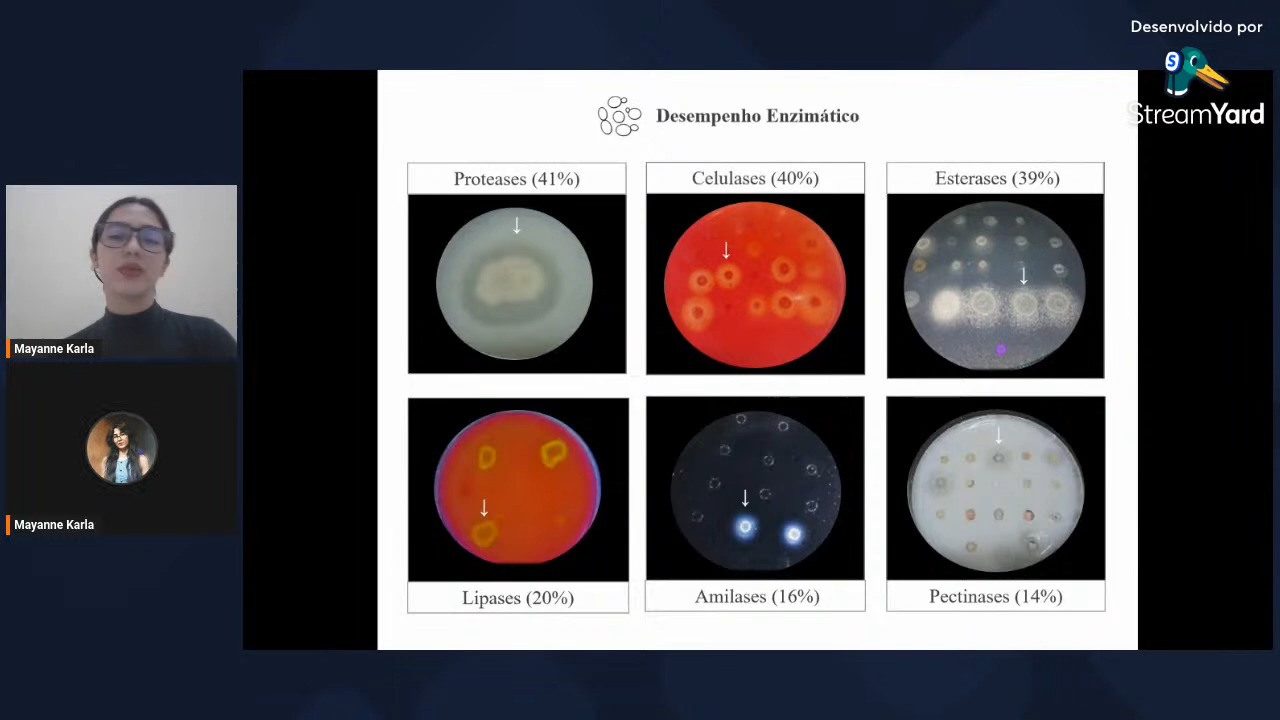 Desenvolvido por
S
StreamYard
Desempenho Enzimático
Proteases (41%)
Celulases (40%)
Esterases (39%)
Mayanne Karla
Mayanne Karla
Lipases (20%)
Amilases (16%)
Pectinases (14%)